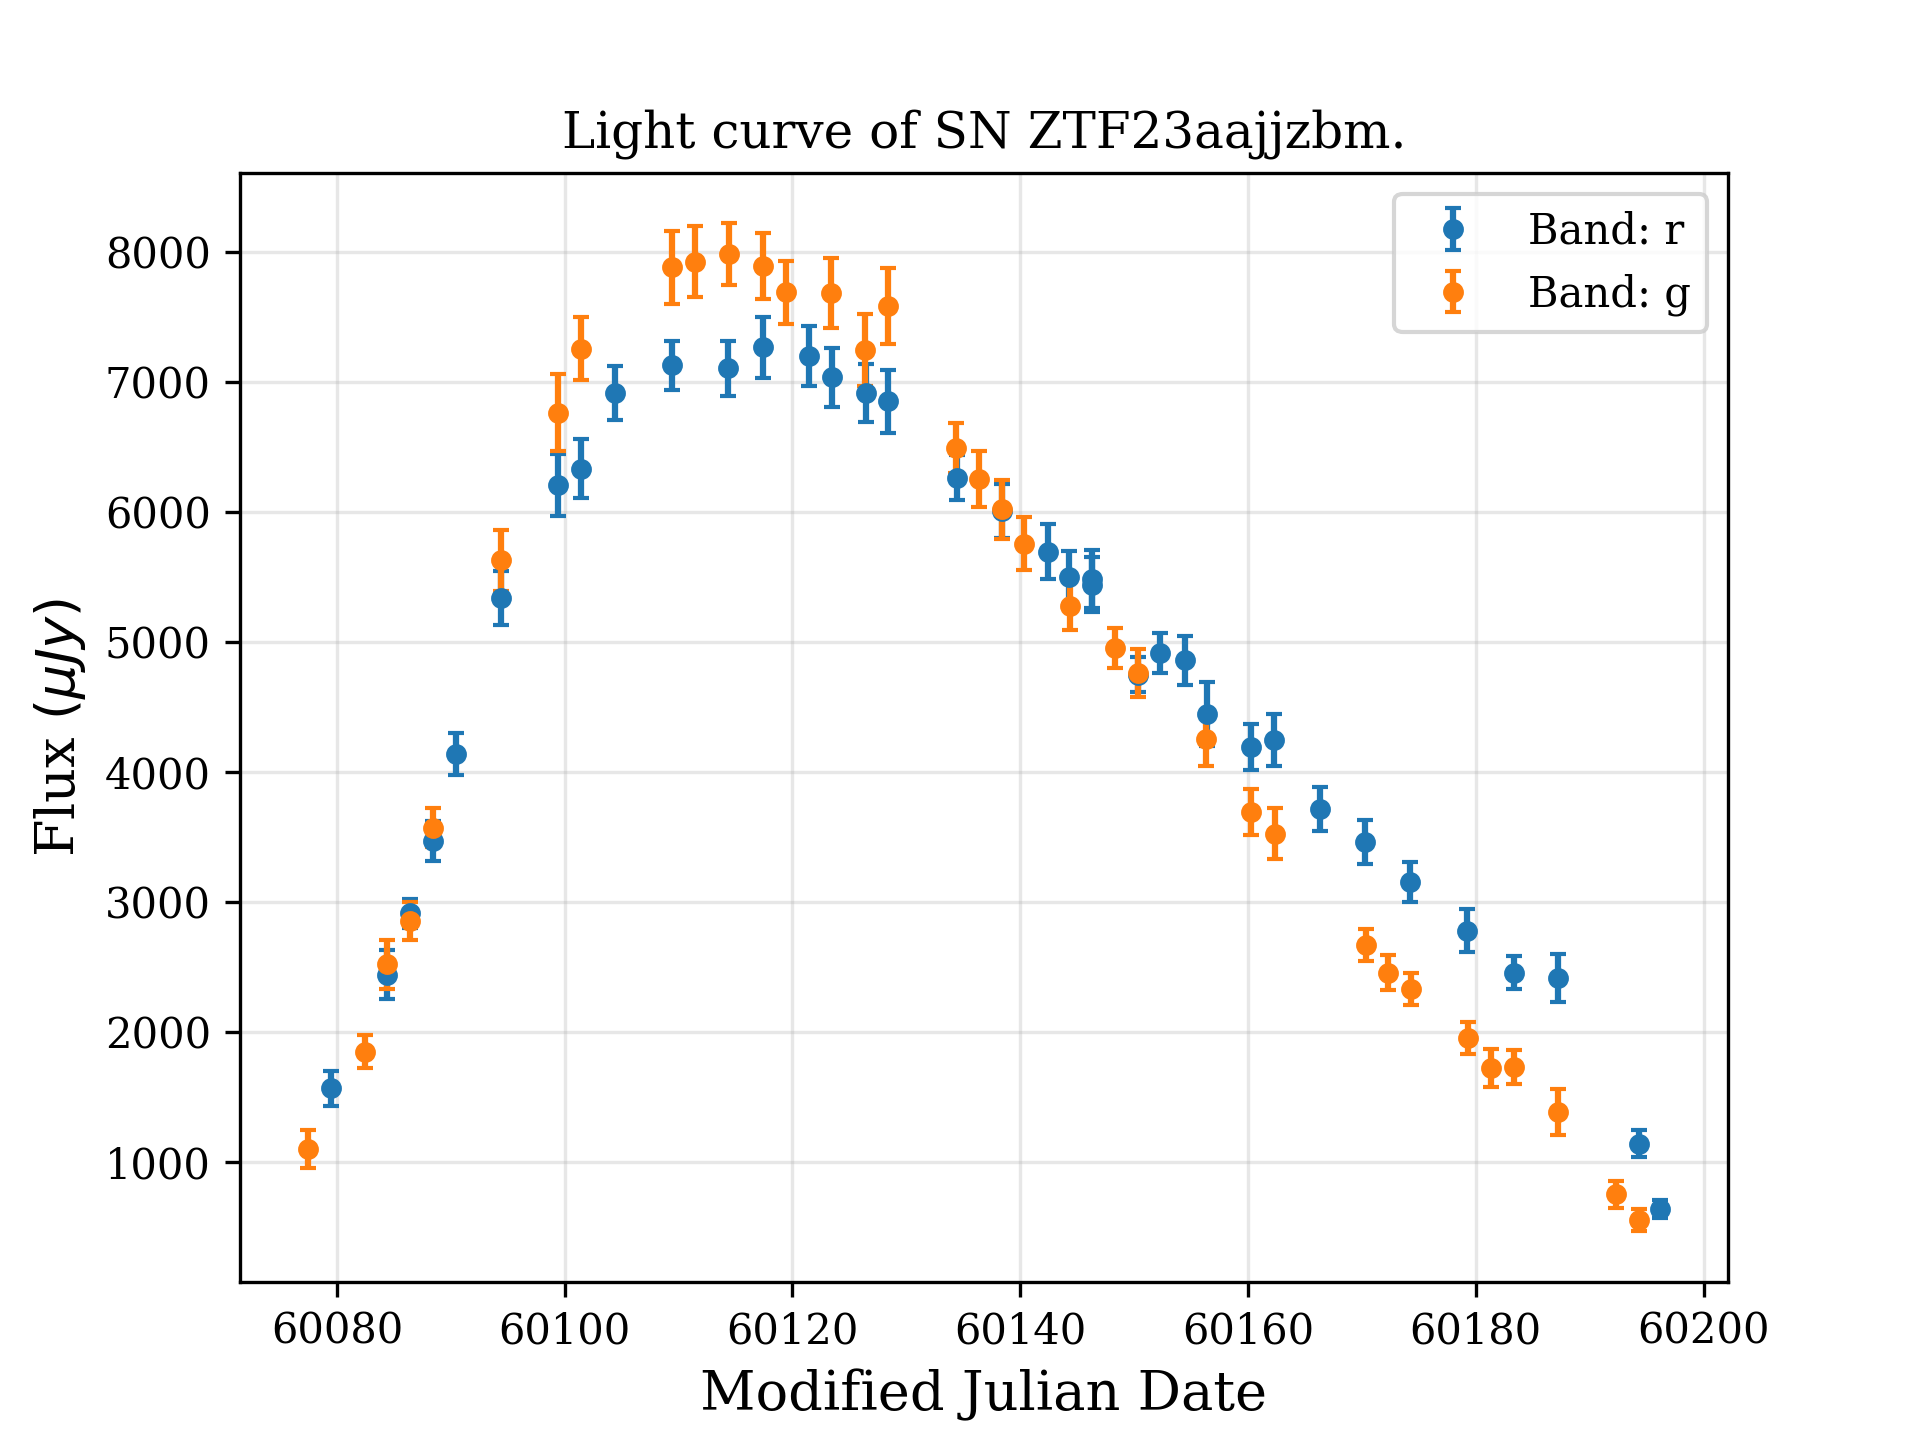 Light curve of SN ZTF23aajjzbm.
Band: r
Band: g
8000
7000
6000
5000
4000
3000
2000
1000
Flux (μJy)
60080 60100 60120 60140 60160 60180 60200
Modified Julian Date